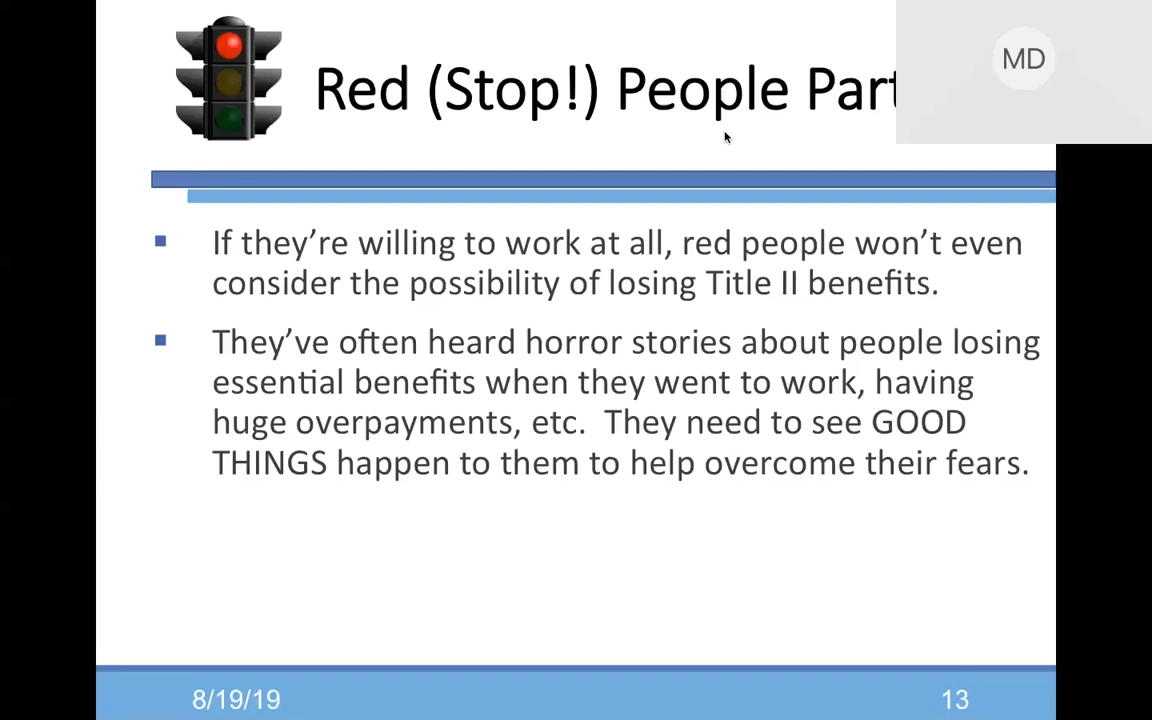 MD
Red (Stop!) People Part
If they’re willing to work at all, red people won’t even
consider the possibility of losing Title II benefits.
They’ve often heard horror stories about people losing
essential benefits when they went to work, having
huge overpayments, etc.  They need to see GOOD
THINGS happen to them to help overcome their fears.
8/19/19
13